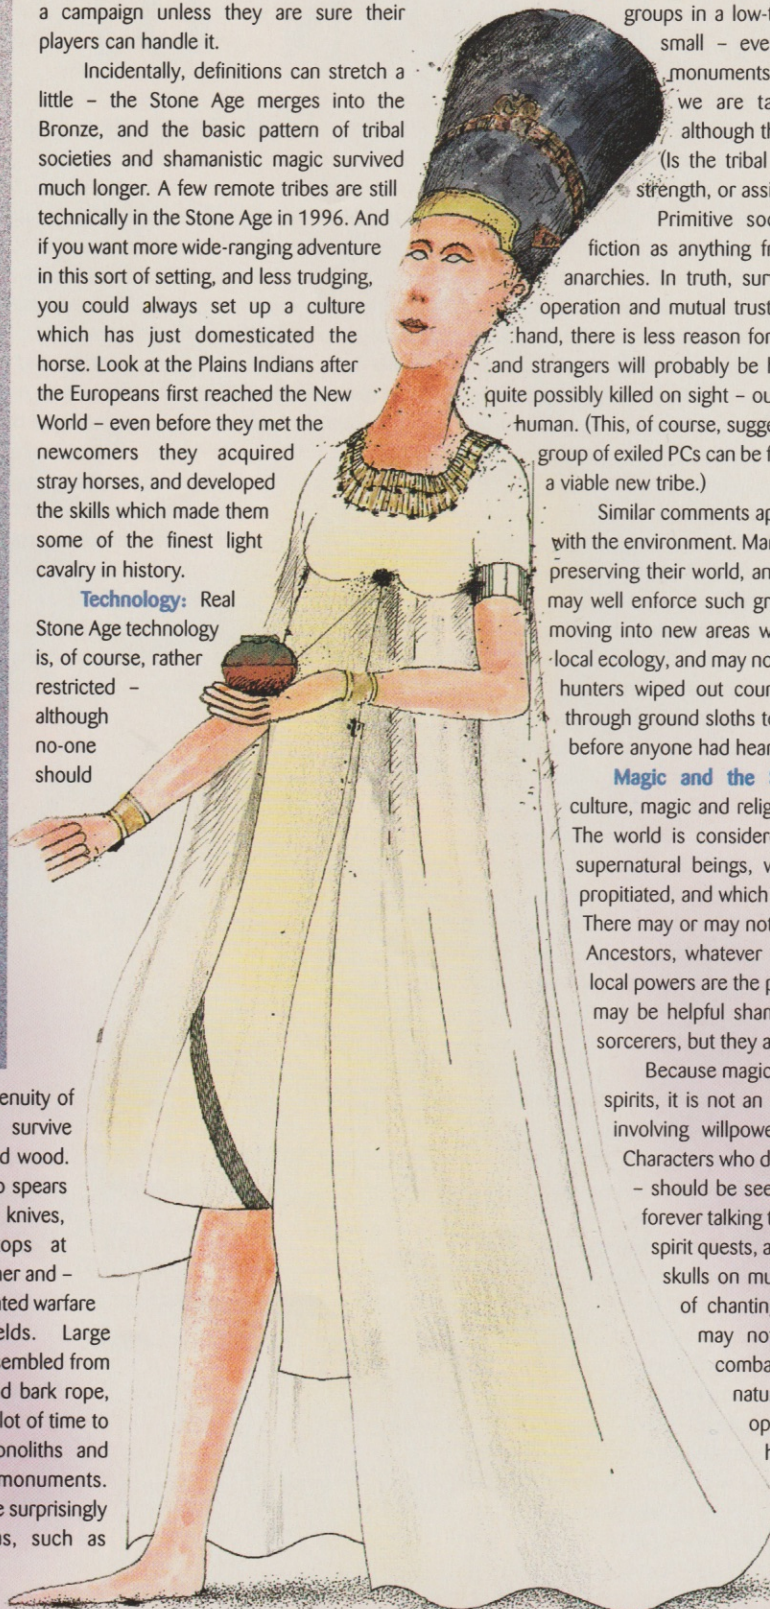 a campaign unless they are sure their
players can handle it.
Incidentally, definitions can stretch a
little – the Stone Age merges into the
Bronze, and the basic pattern of tribal
societies and shamanistic magic survived
much longer. A few remote tribes are still
technically in the Stone Age in 1996. And
if you want more wide-ranging adventure
in this sort of setting, and less trudging,
you could always set up a culture
which has just domesticated the
horse. Look at the Plains Indians after
the Europeans first reached the New
World – even before they met the
newcomers they acquired
stray horses, and developed
the skills which made them
some of the finest light
cavalry in history.
Technology: Real
Stone Age technology
is, of course, rather
restricted –
although
no-one
should
enuity of
survive
d wood.
spears
knives,
ops at
her and –
ated warfare
elds. Large
sembled from
d bark rope,
lot of time to
onoliths and
monuments.
e surprisingly
as, such as
groups in a low-t
small – eve
monuments
we are ta
although th
(Is the tribal
strength, or assi
Primitive soc
fiction as anything fr
anarchies. In truth, sur
operation and mutual trust
hand, there is less reason for
and strangers will probably be l
quite possibly killed on sight – ou
human. (This, of course, sugge
group of exiled PCs can be f
a viable new tribe.)
Similar comments ap
with the environment. Mar
preserving their world, an
may well enforce such gr
moving into new areas w
local ecology, and may no
hunters wiped out cour
through ground sloths t
before anyone had hear
Magic and the
culture, magic and relig
The world is consider
supernatural beings, v
propitiated, and which
There may or may not
Ancestors, whatever
local powers are the p
may be helpful shar
sorcerers, but they a
Because magic
spirits, it is not an
involving willpowe
Characters who d
– should be see
forever talking t
spirit quests, a
skulls on mu
of chantin
may no
comba
natu
op
h